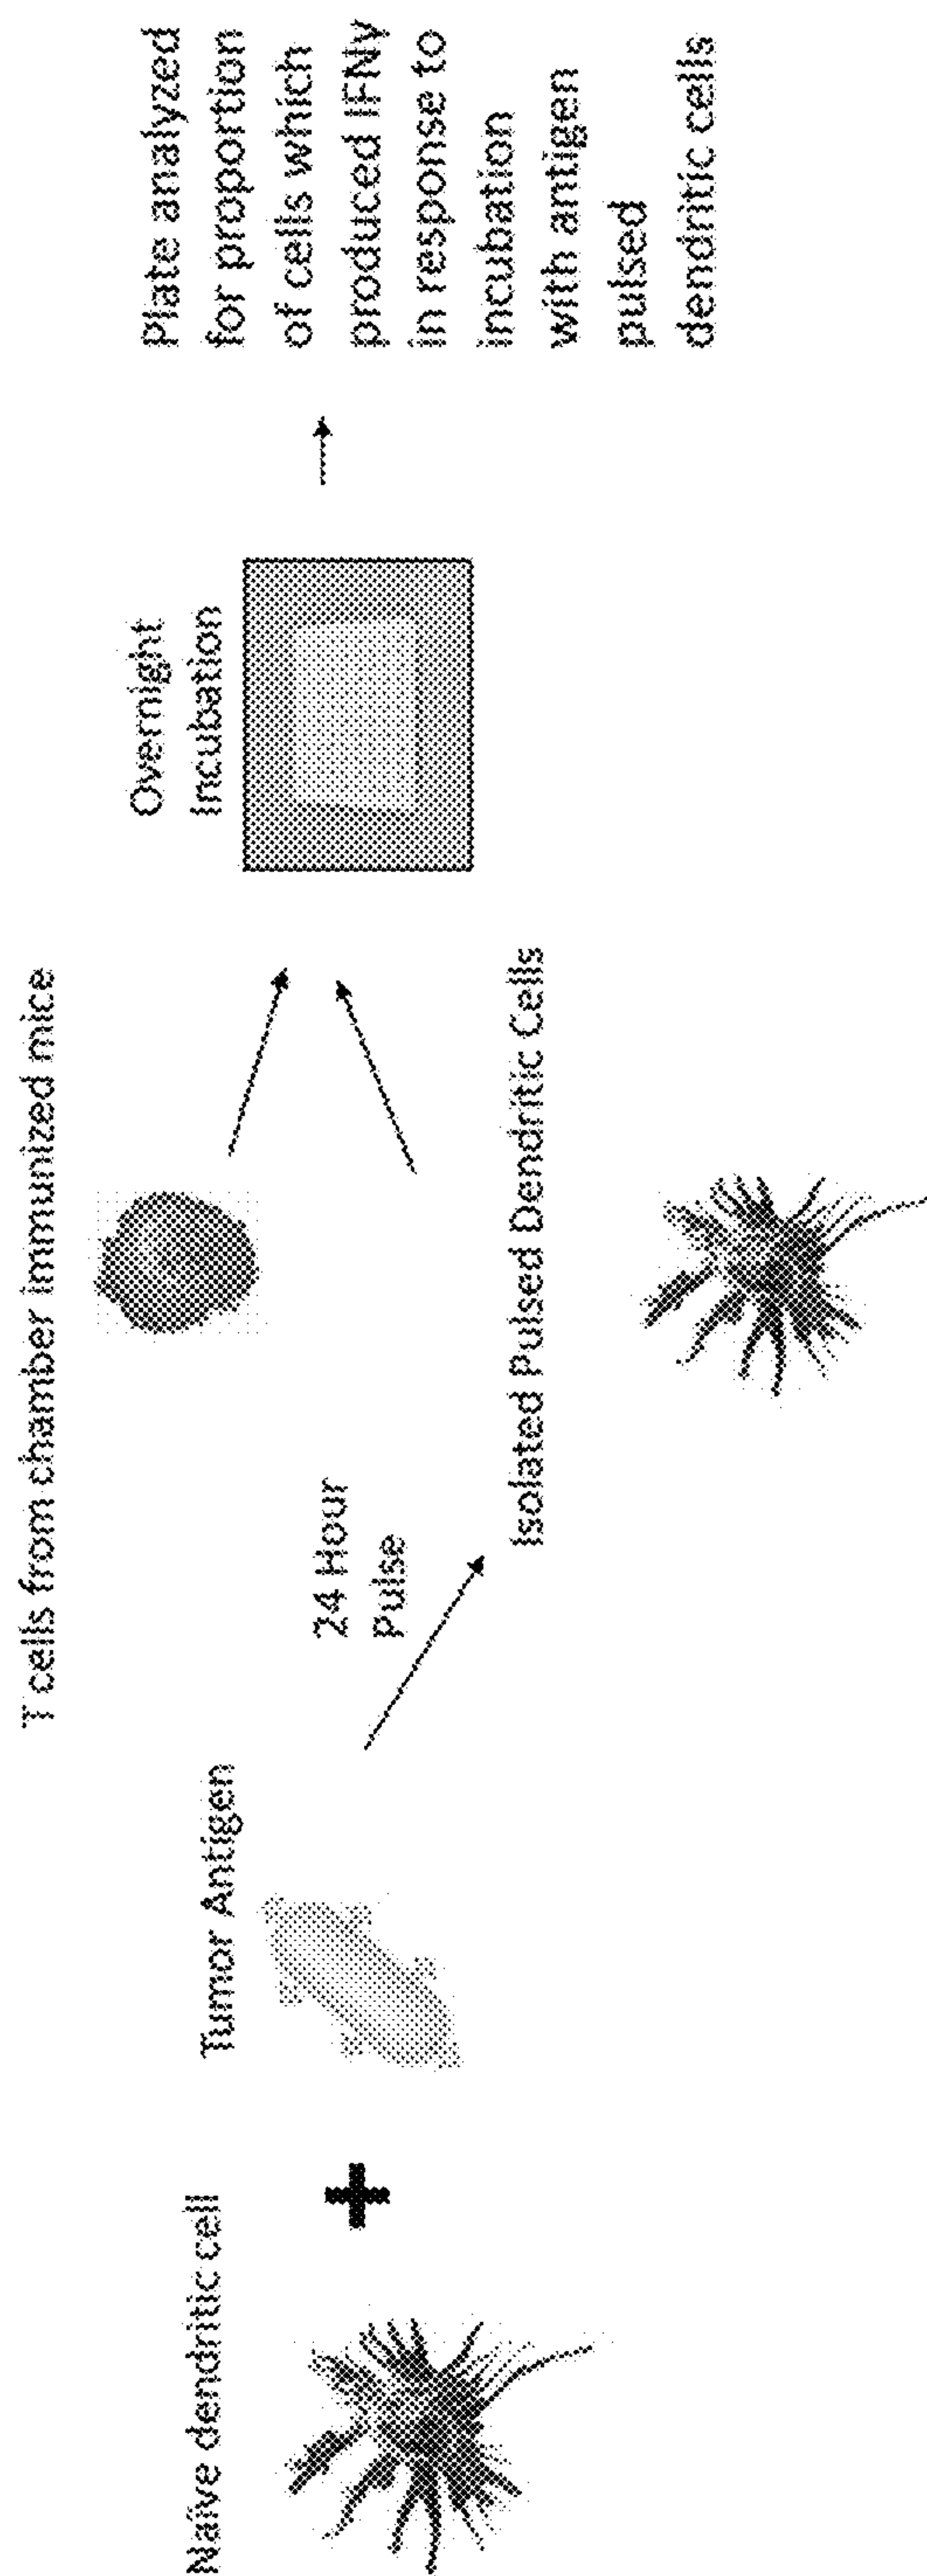 Naïve dendritic cell
Tumor Antigen
24 Hour
Pulse
T cells from chamber immunized mice
Isolated Pulsed Dendritic Cells
Overnight
Incubation
Plate analyzed
for proportion
of cells which
produced IFNγ
in response to
incubation
with antigen
pulsed
dendritic cells